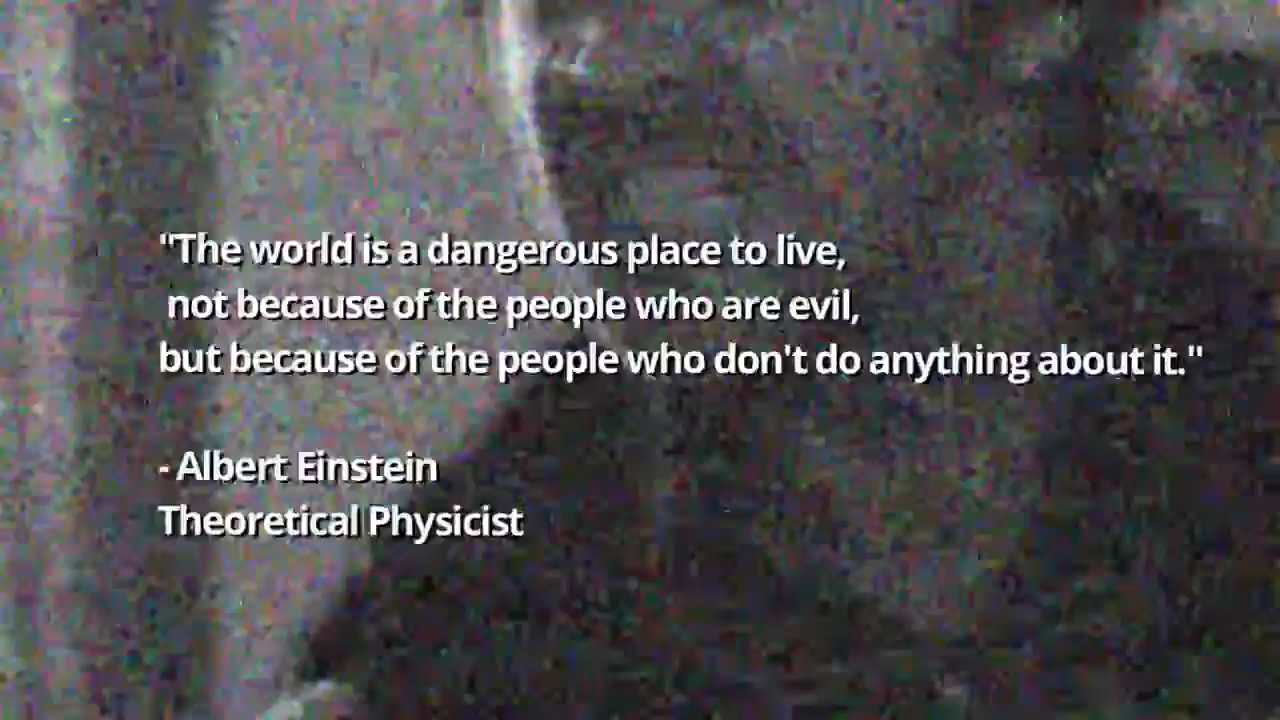 "The world is a dangerous place to live,
not because of the people who are evil,
but because of the people who don't do anything about it."
- Albert Einstein
Theoretical Physicist